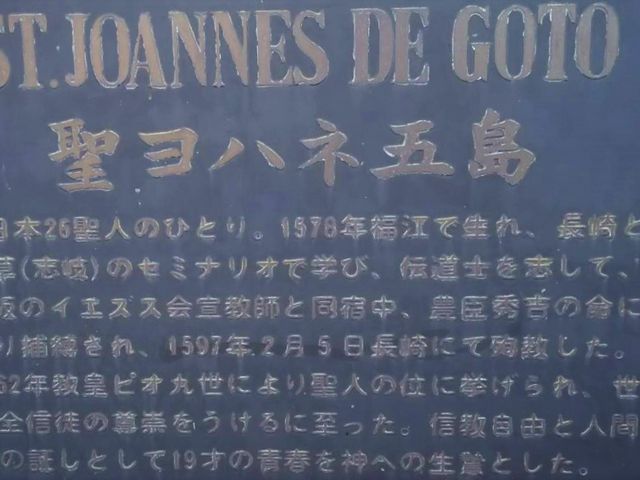 ST. JOANNES DE GOTO
聖ヨハネ五島
日本26聖人のひとり。1578年福江で生れ、長崎と
草(志岐)のセミナリオで学び、伝道士を志して、
阪のイエズス会宣教師と同宿中、豊臣秀吉の命に
り捕縛され、1597年2月5日長崎にて殉教した。
62年教皇ピオ九世により聖人の位に挙げられ、世
全信徒の尊崇をうけるに至った。信教自由と人間
の証しとして19才の青春を神への生贄とした。